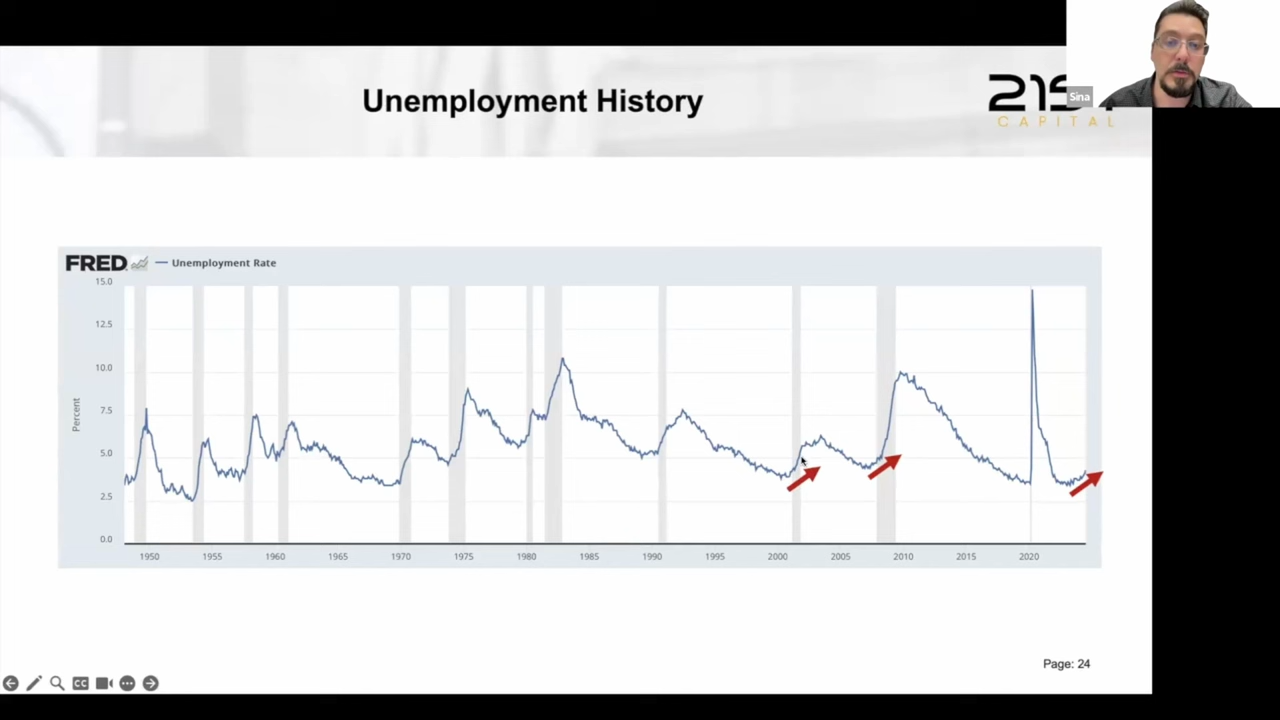 Unemployment History
21S
CAPITAL
Sina
FRED
Unemployment Rate
Percent
15.0
12.5
10.0
7.5
5.0
2.5
0.0
1950 1955 1960 1965 1970 1975 1980 1985 1990 1995 2000 2005 2010 2015 2020
Page: 24
CC